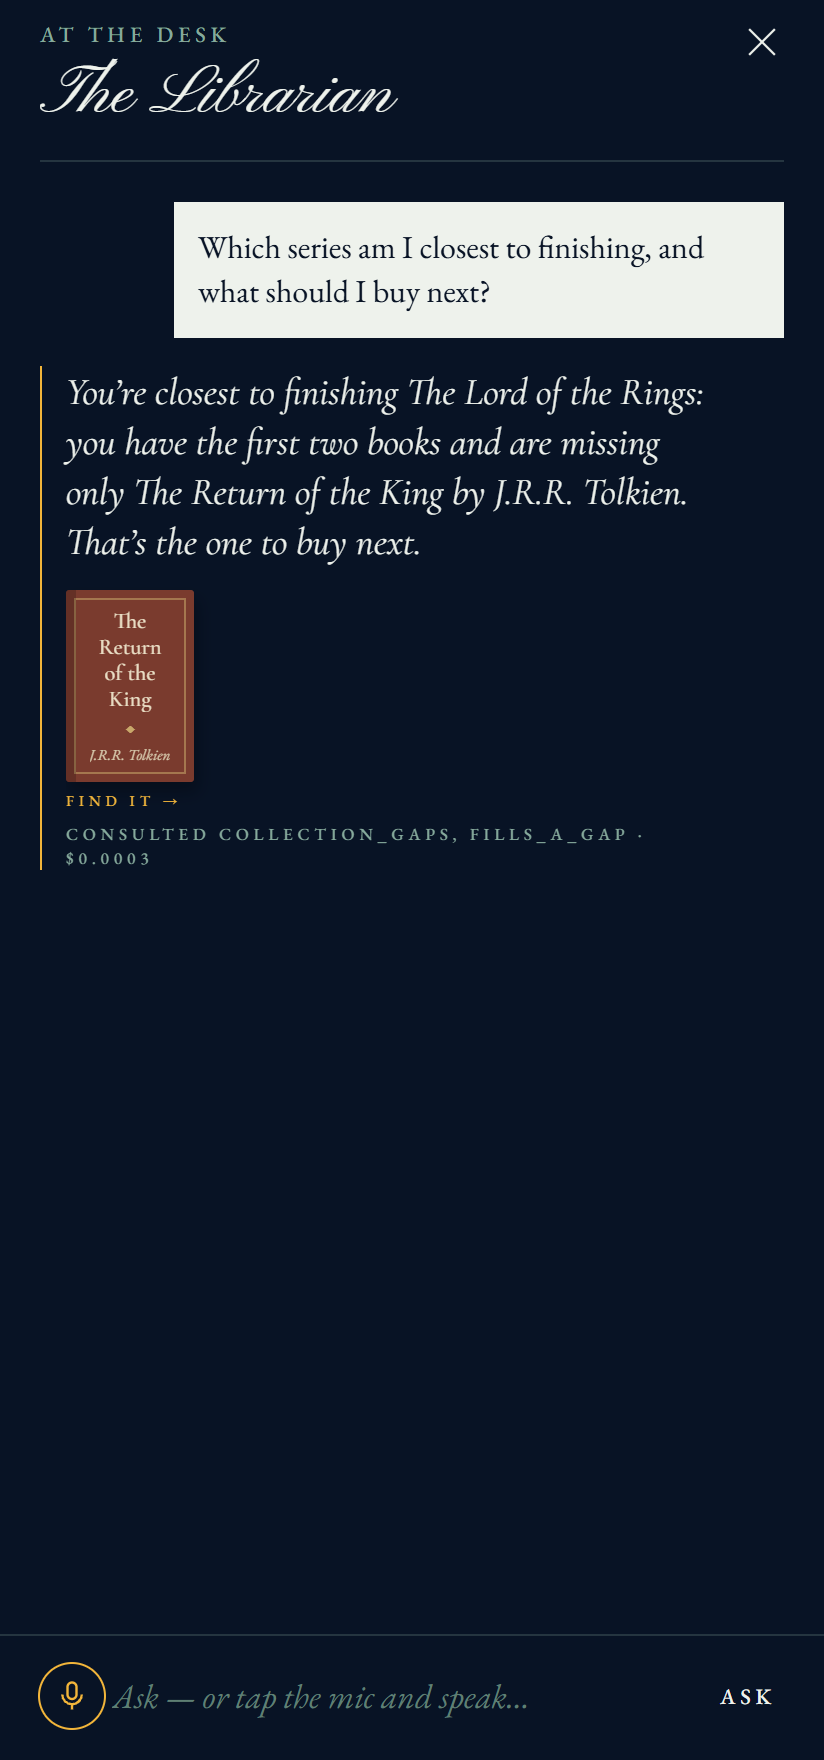 AT THE DESK
The Librarian
Which series am I closest to finishing, and
what should I buy next?
You’re closest to finishing The Lord of the Rings:
you have the first two books and are missing
only The Return of the King by J.R.R. Tolkien.
That’s the one to buy next.
The
Return
of the
King
J.R.R. Tolkien
FIND IT →
CONSULTED COLLECTION_GAPS, FILLS_A_GAP ·
$0.0003
Ask — or tap the mic and speak...
ASK